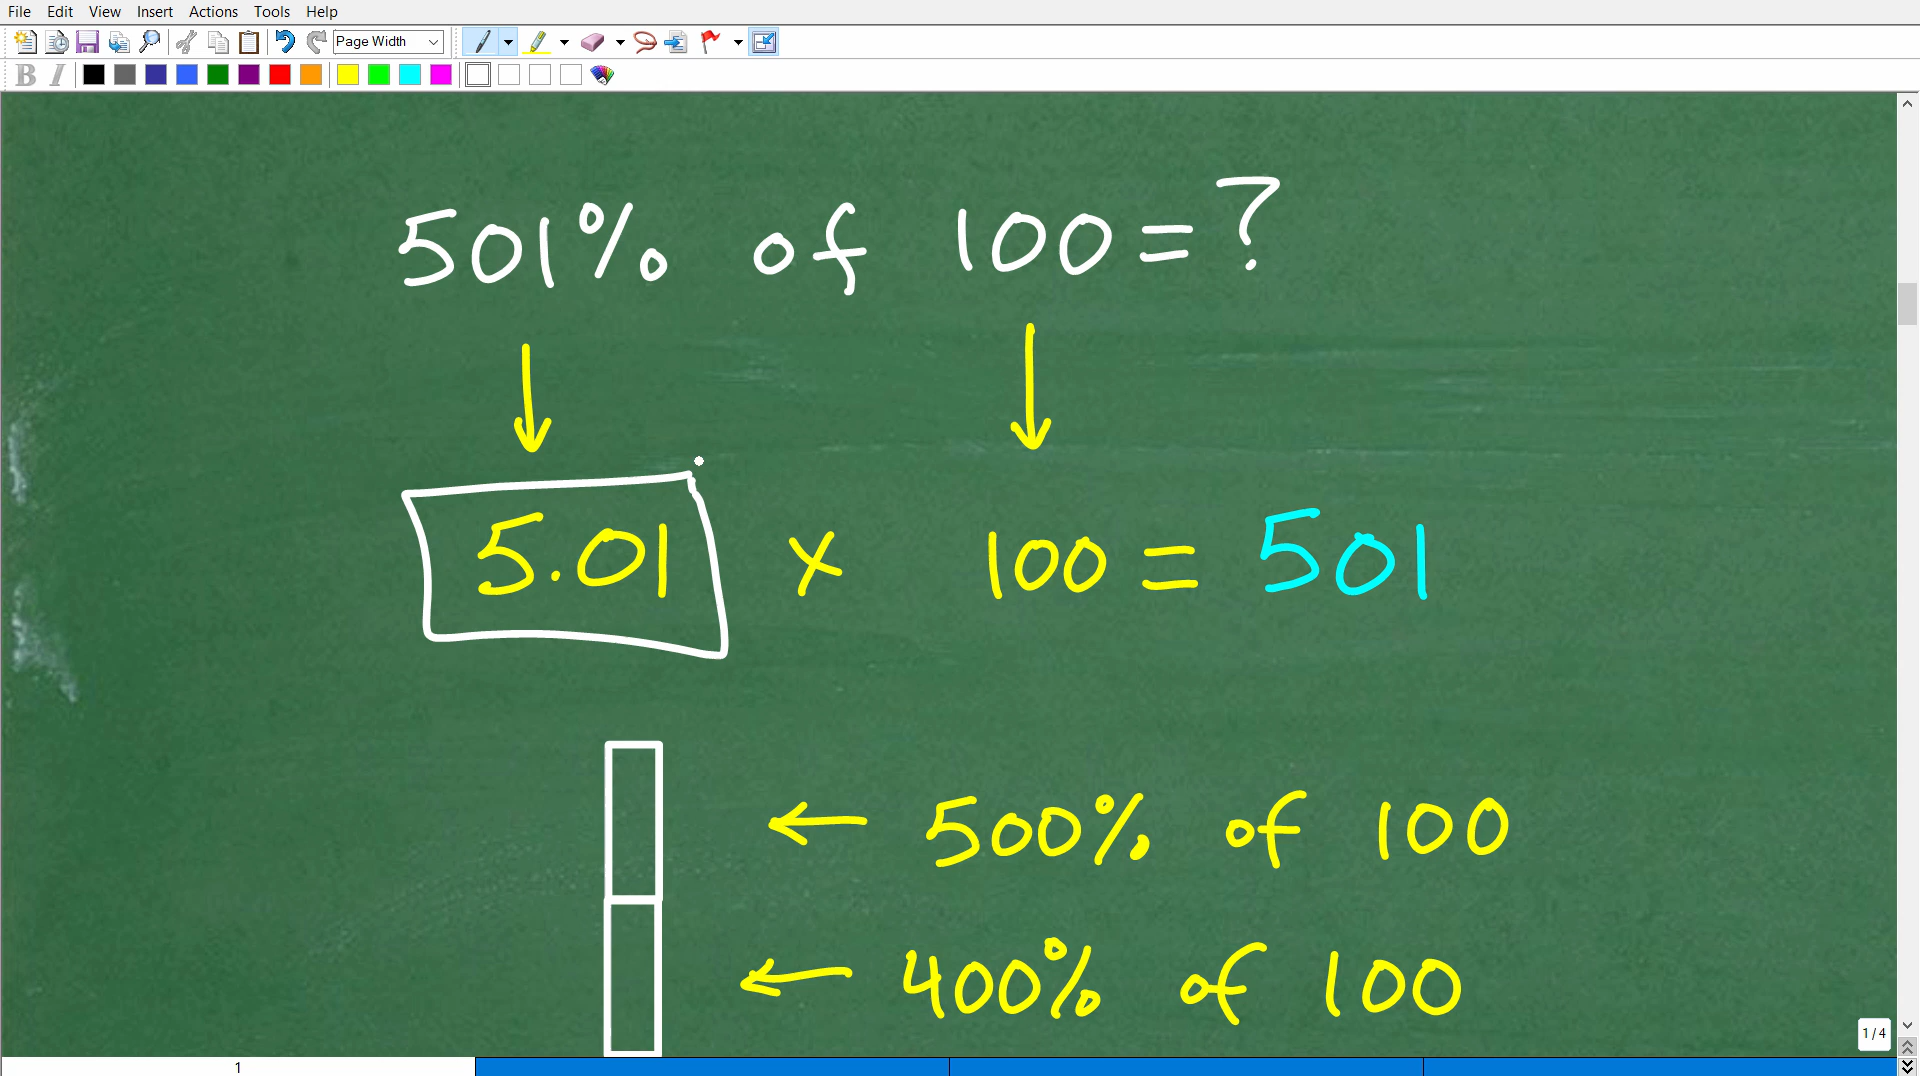 File Edit View Insert Actions Tools Help
Page Width
B I
501% of 100 = ?
5.01 x 100 = 501
← 500% of 100
← 400% of 100
1 / 4
1